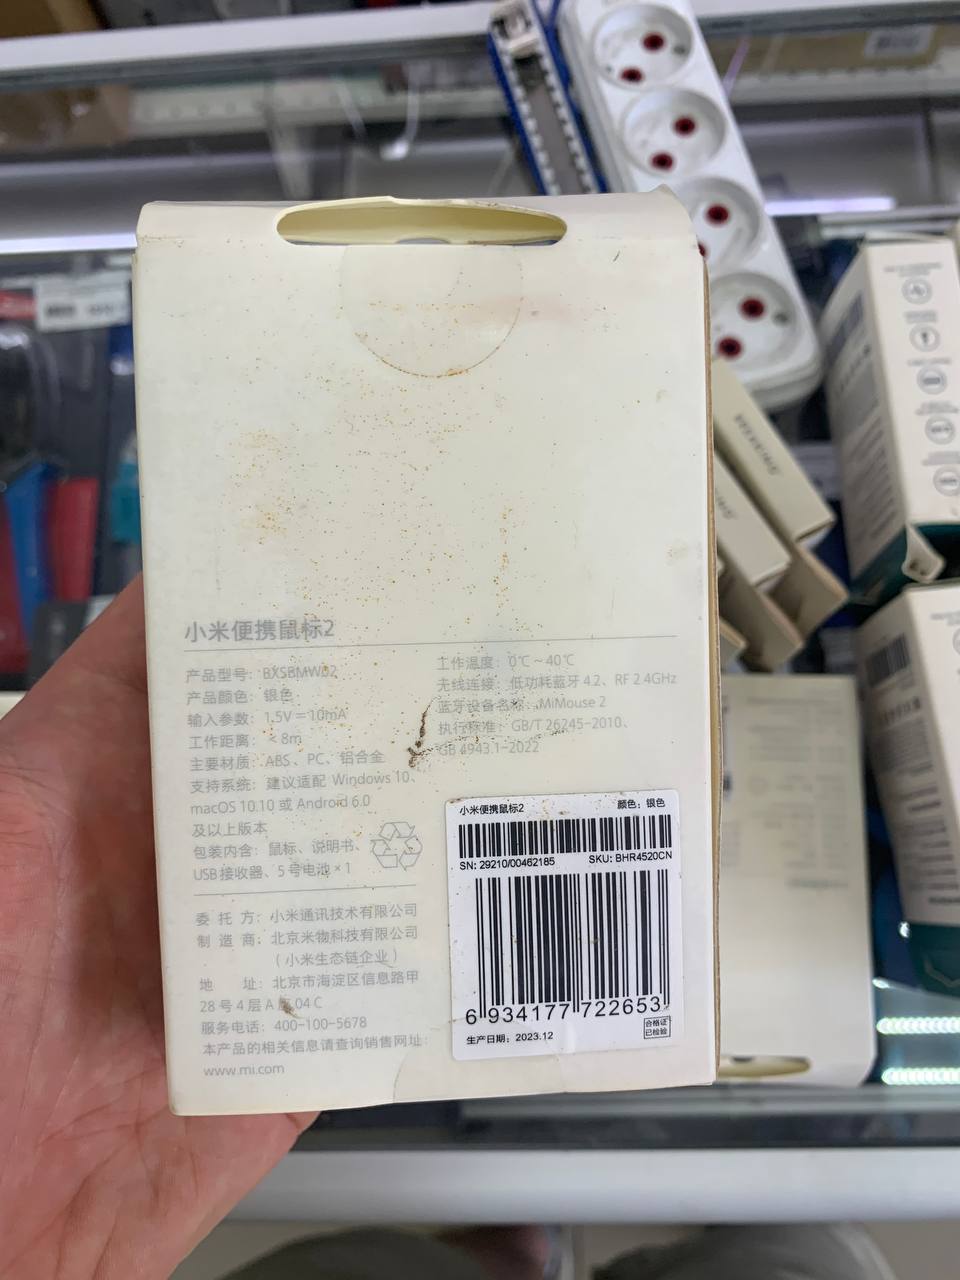 小米便携鼠标2
产品型号：BXSBMW02
产品颜色：银色
输入参数：1.5V⎓10mA
工作距离：＜8m
主要材质：ABS、PC、铝合金
支持系统：建议适配 Windows 10、
macOS 10.10 或 Android 6.0
及以上版本
包装内含：鼠标、说明书、
USB接收器、5号电池×1
工作温度：0℃~40℃
无线连接：低功耗蓝牙 4.2、RF 2.4GHz
蓝牙设备名称：MiMouse 2
执行标准：GB/T 26245-2010、
GB 4943.1-2022
委 托 方：小米通讯技术有限公司
制 造 商：北京米物科技有限公司
（小米生态链企业）
地 址：北京市海淀区信息路甲
28 号 4 层 A 座 04 C
服务电话：400-100-5678
本产品的相关信息请查询销售网址：
www.mi.com
小米便携鼠标2 颜色：银色
SN: 29210/00462185 SKU: BHR4520CN
6 934177 722653
生产日期：2023.12
合格证
已检验